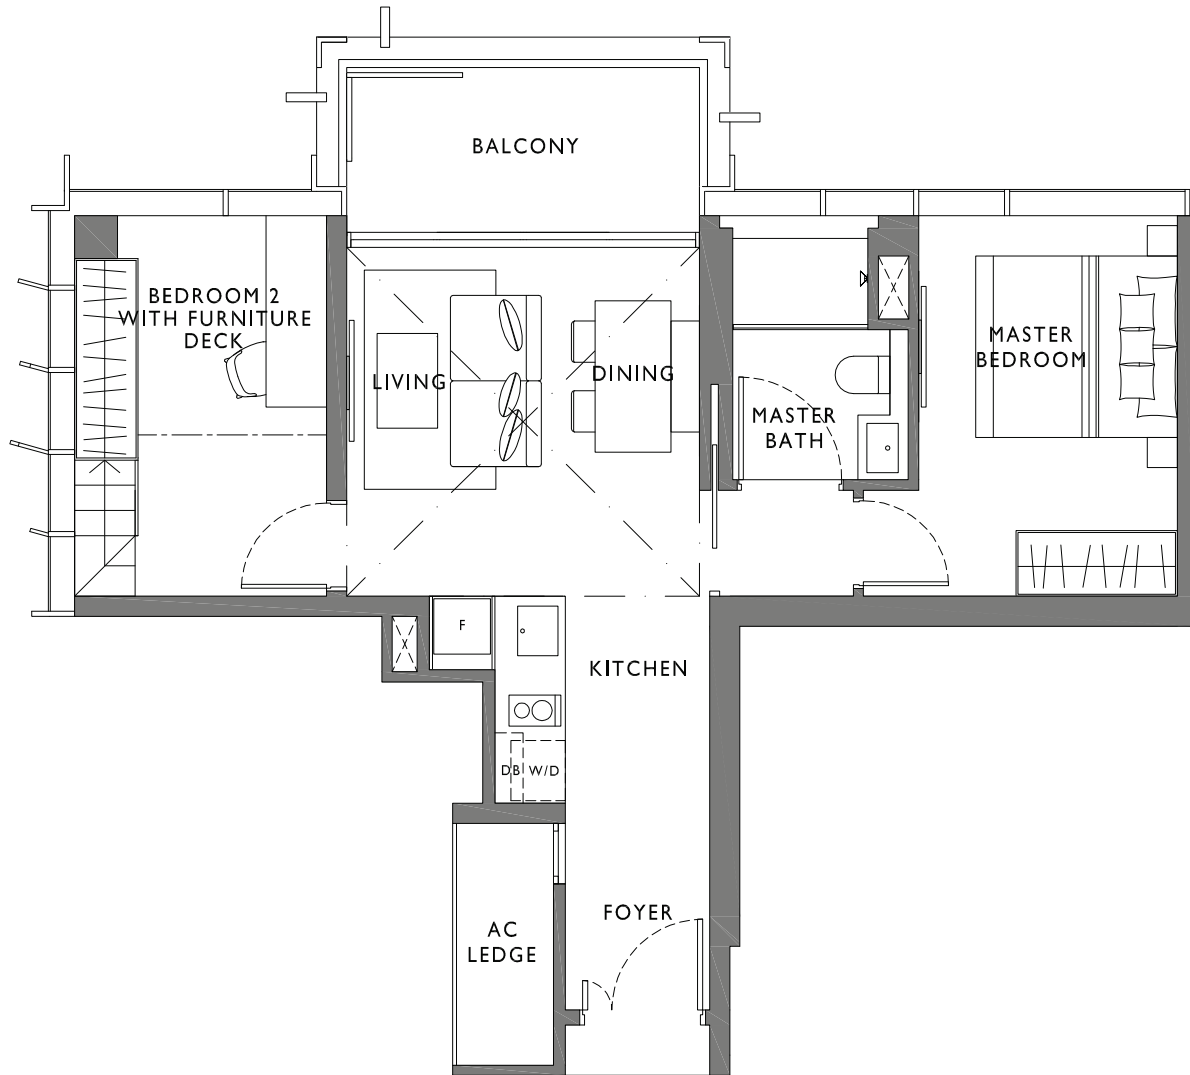 BALCONY
BEDROOM 2
WITH FURNITURE
DECK
LIVING
DINING
MASTER
BATH
MASTER
BEDROOM
F
KITCHEN
DB W/D
FOYER
AC
LEDGE